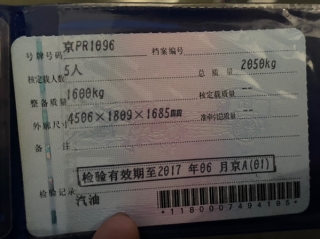 号牌号码 京PR1096 档案编号
核定载人数 5人 总质量 2050kg
整备质量 1600kg 核定载质量
外廓尺寸 4506×1809×1685mm 准牵引总质量
备注
检验有效期至2017年06月京A(01)
检验记录
汽油
*1180007494195*